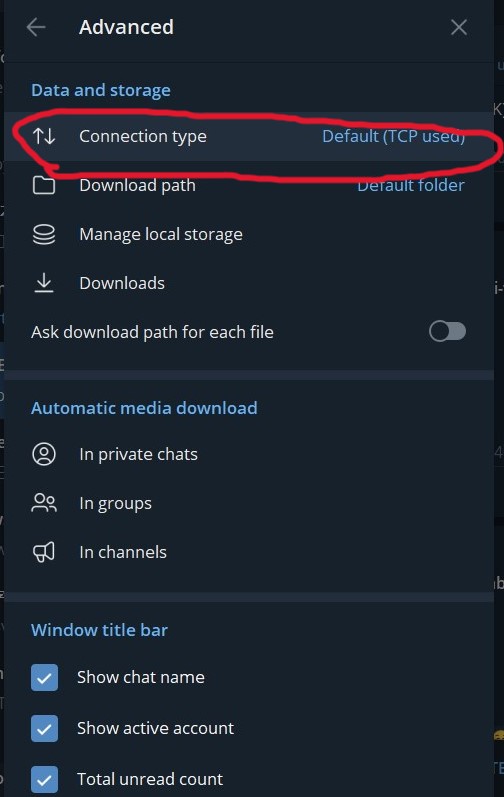 Advanced
Data and storage
Connection type Default (TCP used)
Download path Default folder
Manage local storage
Downloads
Ask download path for each file
Automatic media download
In private chats
In groups
In channels
Window title bar
Show chat name
Show active account
Total unread count